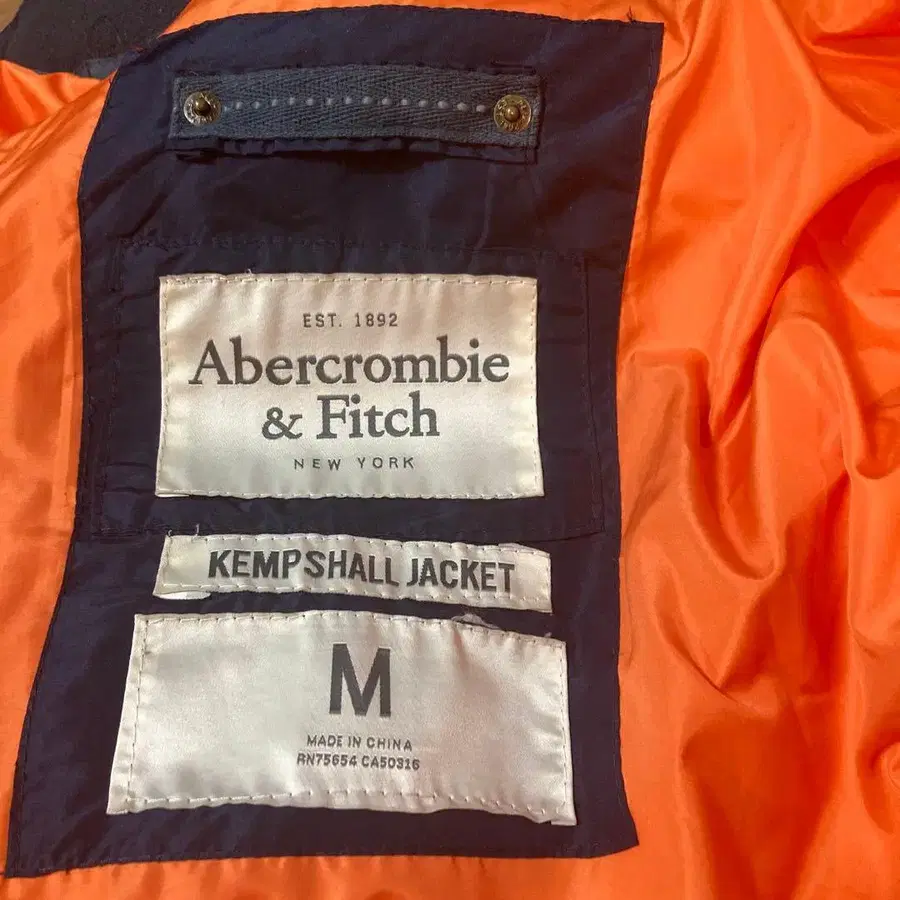 EST. 1892
Abercrombie
& Fitch
NEW YORK
KEMPSHALL JACKET
M
MADE IN CHINA
RN75654 CA50316